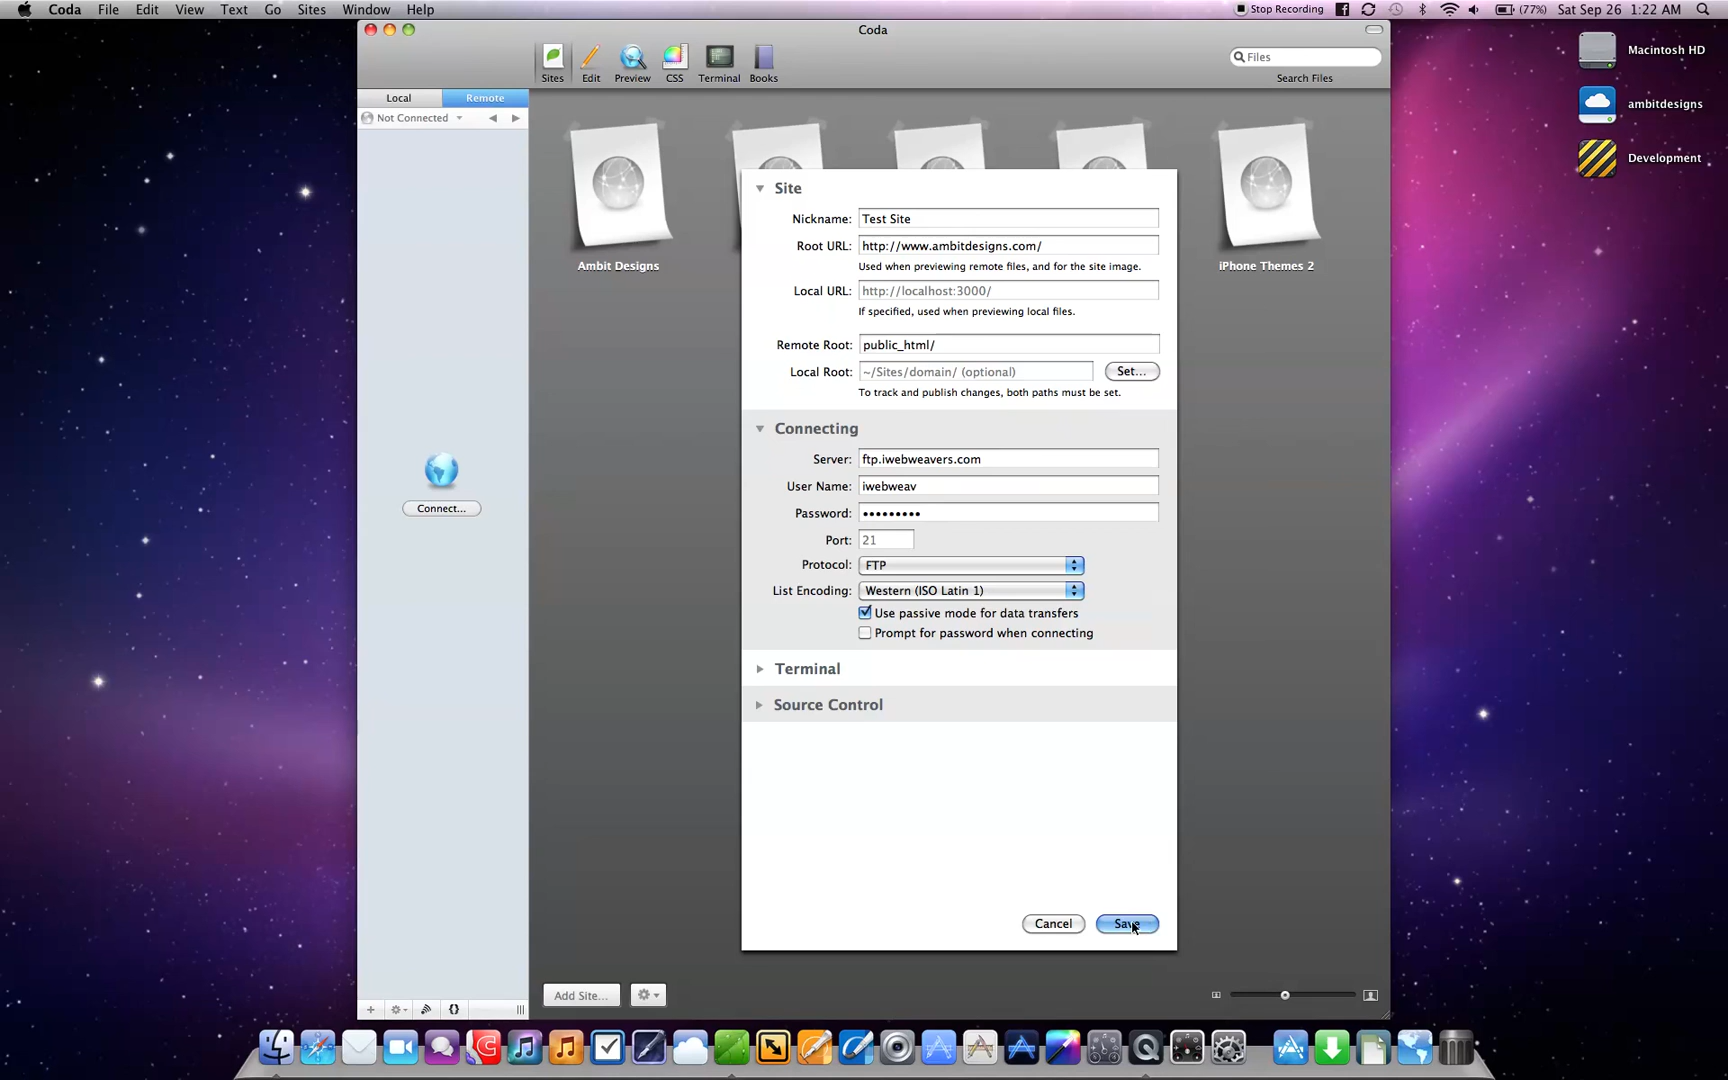 Coda File Edit View Text Go Sites Window Help Stop Recording (77%) Sat Sep 26 1:22 AM
Coda
Sites Edit Preview CSS Terminal Books
Files
Search Files
Local Remote
Not Connected
Connect...
Ambit Designs
iPhone Themes 2
Macintosh HD
ambitdesigns
Development
Site
Nickname: Test Site
Root URL: http://www.ambitdesigns.com/
Used when previewing remote files, and for the site image.
Local URL: http://localhost:3000/
If specified, used when previewing local files.
Remote Root: public_html/
Local Root: ~/Sites/domain/ (optional) Set...
To track and publish changes, both paths must be set.
Connecting
Server: ftp.iwebweavers.com
User Name: iwebweav
Password: •••••••••
Port: 21
Protocol: FTP
List Encoding: Western (ISO Latin 1)
Use passive mode for data transfers
Prompt for password when connecting
Terminal
Source Control
Cancel Save
Add Site...